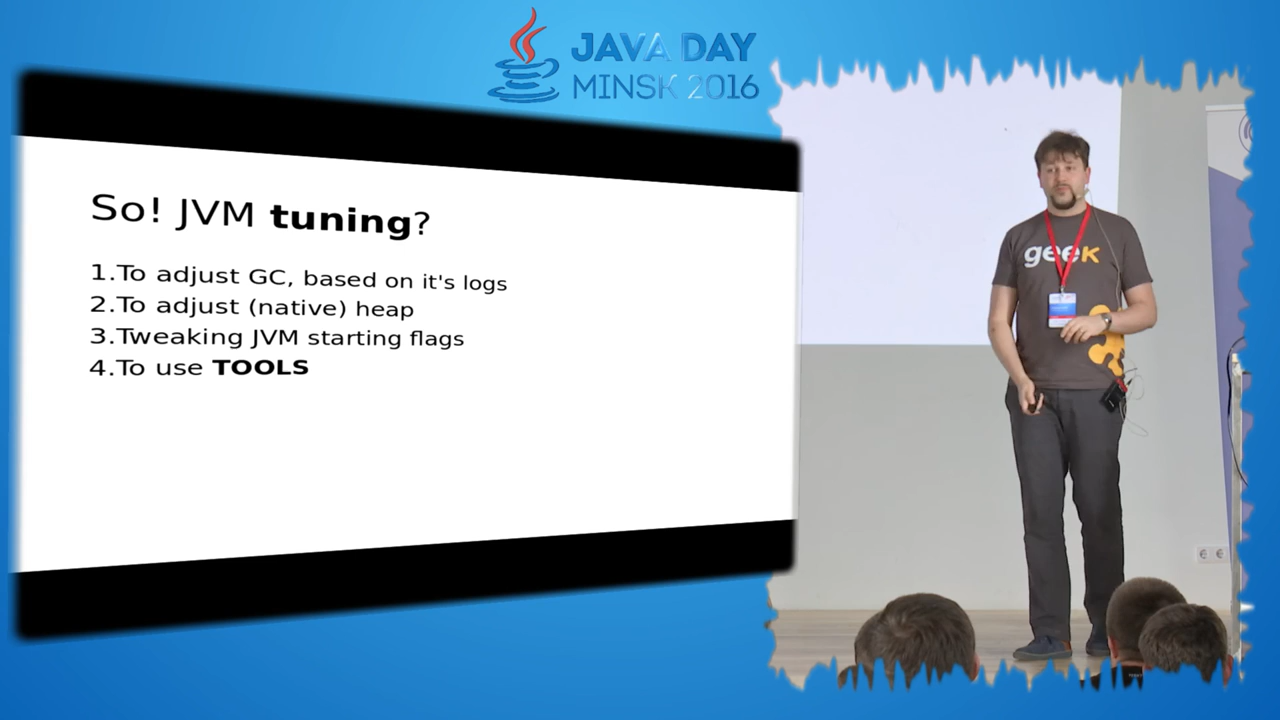 JAVA DAY
MINSK 2016
So! JVM tuning?
1.To adjust GC, based on it's logs
2.To adjust (native) heap
3.Tweaking JVM starting flags
4.To use TOOLS
geek